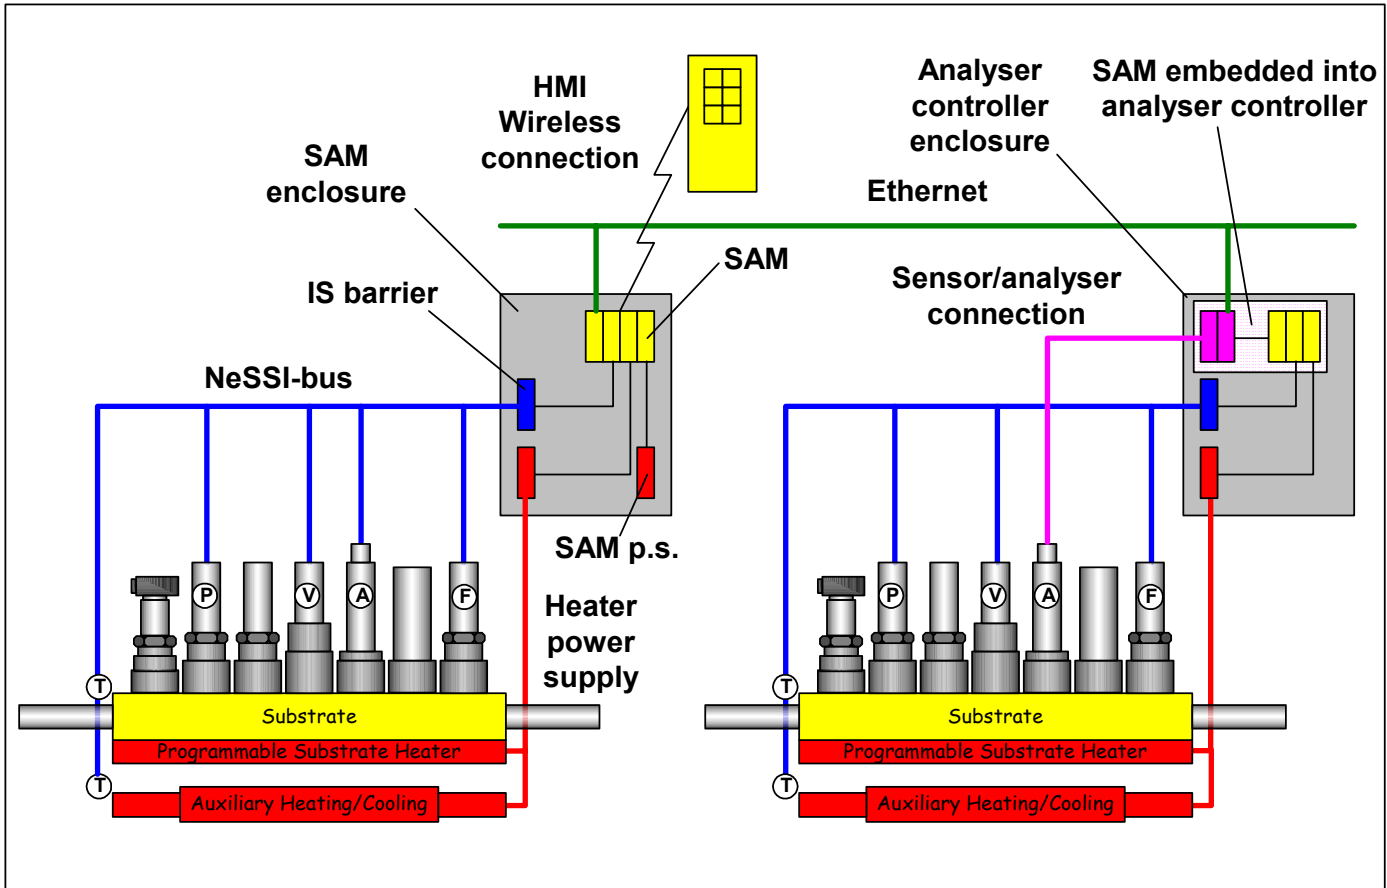 HMI
Wireless
connection
Analyser
controller
enclosure
SAM embedded into
analyser controller
SAM
enclosure
Ethernet
SAM
IS barrier
Sensor/analyser
connection
NeSSI-bus
SAM p.s.
Heater
power
supply
P
V
A
F
T
Substrate
Programmable Substrate Heater
T
Auxiliary Heating/Cooling
P
V
A
F
T
Substrate
Programmable Substrate Heater
T
Auxiliary Heating/Cooling